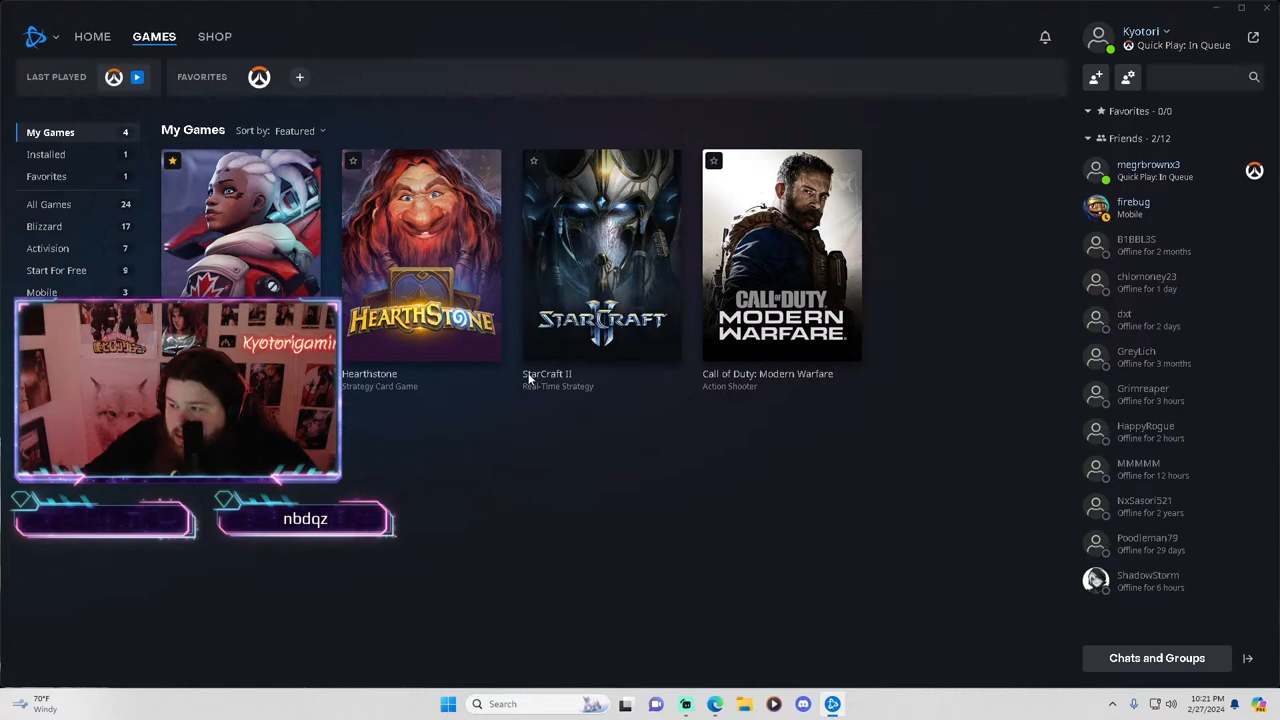 HOME
GAMES
SHOP
Kyotori
Quick Play: In Queue
LAST PLAYED
FAVORITES
Favorites - 0/0
Friends - 2/12
My Games 4
Installed 1
Favorites 1
All Games 24
Blizzard 17
Activision 7
Start For Free 9
Mobile 3
My Games
Sort by: Featured
HEARTHSTONE
STARCRAFT
II
CALL OF DUTY:
MODERN
WARFARE
Hearthstone
Strategy Card Game
StarCraft II
Real-Time Strategy
Call of Duty: Modern Warfare
Action Shooter
nbdqz
megrbrownx3
Quick Play: In Queue
firebug
Mobile
B1BBL3S
Offline for 2 months
chlomoney23
Offline for 1 day
dxt
Offline for 2 days
GreyLich
Offline for 3 months
Grimreaper
Offline for 3 hours
HappyRogue
Offline for 2 hours
MMMMM
Offline for 12 hours
NxSasori521
Offline for 2 years
Poodleman79
Offline for 29 days
ShadowStorm
Offline for 6 hours
Chats and Groups
70°F
Windy
Search
10:21 PM
2/27/2024